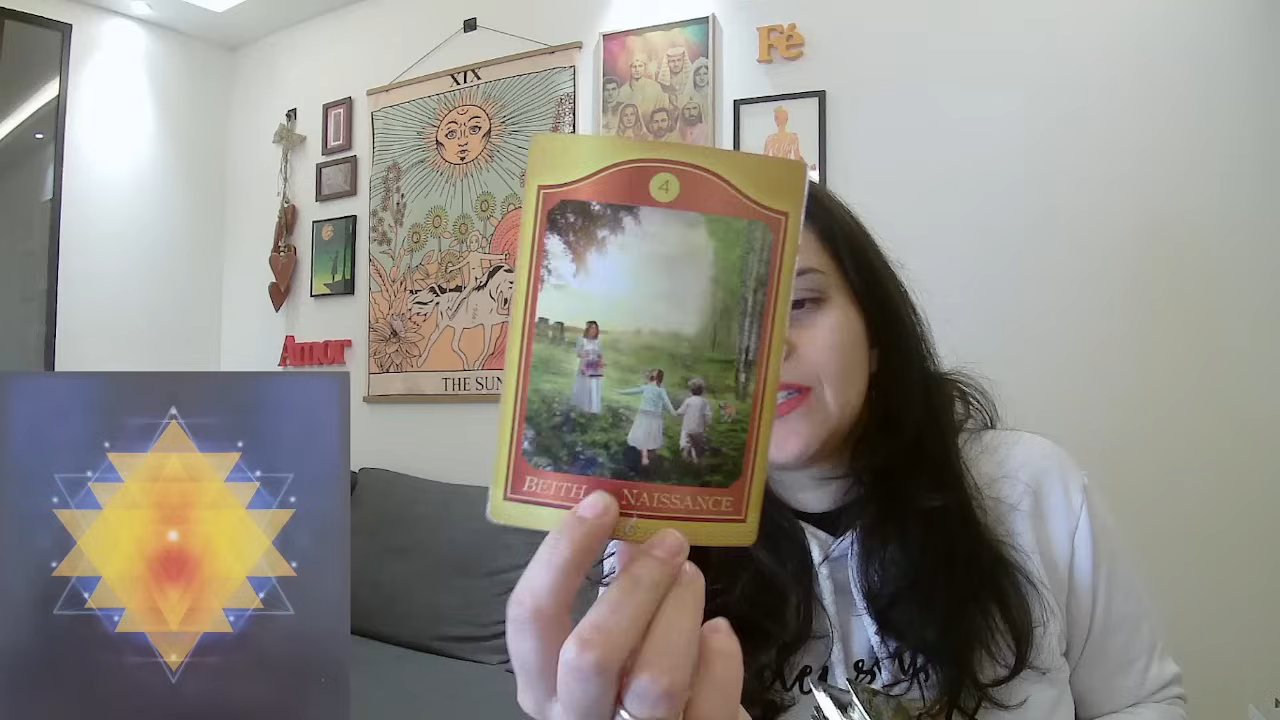 XIX
Fé
4
Amor
THE SUN
BEITH
NAISSANCE